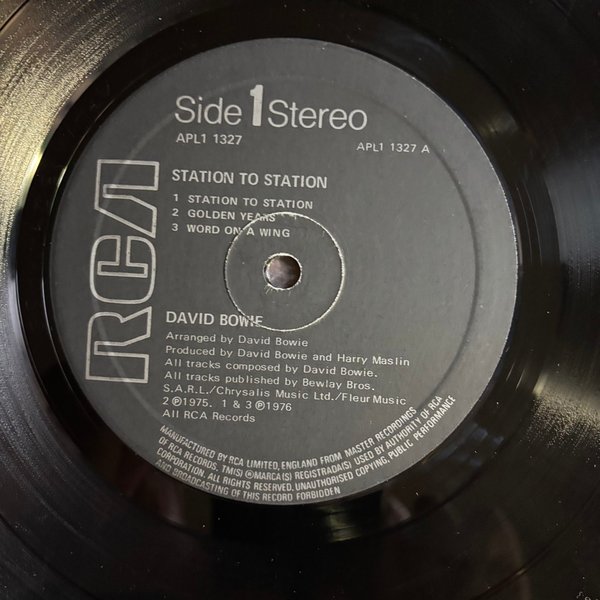 Side 1 Stereo
APL1 1327
APL1 1327 A
STATION TO STATION
1 STATION TO STATION
2 GOLDEN YEARS
3 WORD ON A WING
RCA
DAVID BOWIE
Arranged by David Bowie
Produced by David Bowie and Harry Maslin
All tracks composed by David Bowie.
All tracks published by Bewlay Bros.
S.A.R.L./Chrysalis Music Ltd./FleurMusic
2 ℗1975. 1 & 3 ℗1976
All RCA Records
MANUFACTURED BY RCA LIMITED, ENGLAND FROM MASTER RECORDINGS
OF RCA RECORDS. TM(S) ®MARCA(S) REGISTRADA(S) USED BY AUTHORITY OF RCA
CORPORATION. ALL RIGHTS RESERVED. UNAUTHORISED COPYING, PUBLIC PERFORMANCE
AND BROADCASTING OF THIS RECORD FORBIDDEN